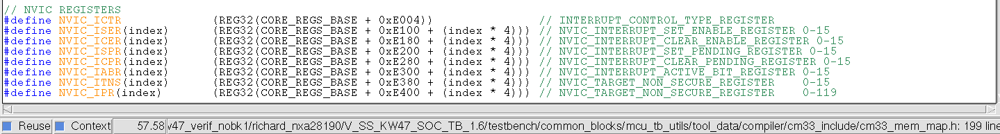 // NVIC REGISTERS
#define NVIC_ICTR (REG32(CORE_REGS_BASE + 0xE004)) // INTERRUPT_CONTROL_TYPE_REGISTER
#define NVIC_ISER(index) (REG32(CORE_REGS_BASE + 0xE100 + (index * 4))) // NVIC_INTERRUPT_SET_ENABLE_REGISTER 0-15
#define NVIC_ICER(index) (REG32(CORE_REGS_BASE + 0xE180 + (index * 4))) // NVIC_INTERRUPT_CLEAR_ENABLE_REGISTER 0-15
#define NVIC_ISPR(index) (REG32(CORE_REGS_BASE + 0xE200 + (index * 4))) // NVIC_INTERRUPT_SET_PENDING_REGISTER 0-15
#define NVIC_ICPR(index) (REG32(CORE_REGS_BASE + 0xE280 + (index * 4))) // NVIC_INTERRUPT_CLEAR_PENDING_REGISTER 0-15
#define NVIC_IABR(index) (REG32(CORE_REGS_BASE + 0xE300 + (index * 4))) // NVIC_INTERRUPT_ACTIVE_BIT_REGISTER 0-15
#define NVIC_ITNS(index) (REG32(CORE_REGS_BASE + 0xE380 + (index * 4))) // NVIC_TARGET_NON_SECURE_REGISTER 0-15
#define NVIC_IPR(index) (REG32(CORE_REGS_BASE + 0xE400 + (index * 4))) // NVIC_TARGET_NON_SECURE_REGISTER 0-119
Reuse Context 57.58 w47_verif_nobk1/richard_nxa28190/V_SS_KW47_SOC_TB_1.6/testbench/common_blocks/mcu_tb_utils/tool_data/compiler/cm33_include/cm33_mem_map.h: 199 line